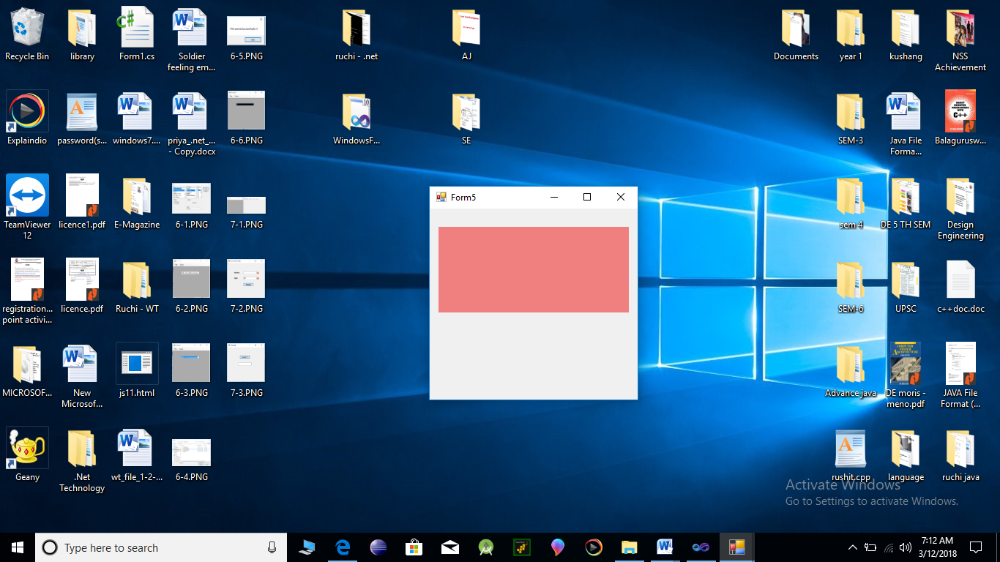 Recycle Bin
library
Form1.cs
Soldier
feeling em...
6-5.PNG
ruchi - .net
AJ
Documents
year 1
kushang
NSS
Achievement
Explaindio
password(s...
windows7....
priya_.net_...
- Copy.docx
6-6.PNG
WindowsF...
SE
SEM-3
Java File
Forma...
Balagurusw...
TeamViewer
12
licence1.pdf
E-Magazine
6-1.PNG
7-1.PNG
Form5
sem 4
DE 5 TH SEM
Design
Engineering
registration...
point activi...
licence.pdf
Ruchi - WT
6-2.PNG
7-2.PNG
SEM-6
UPSC
c++doc.doc
MICROSOF...
New
Microsof...
js11.html
6-3.PNG
7-3.PNG
Advance java
DE moris -
meno.pdf
JAVA File
Format (...
Geany
.Net
Technology
wt_file_1-2-...
6-4.PNG
rushit.cpp
language
ruchi java
Activate Windows
Go to Settings to activate Windows.
Type here to search
7:12 AM
3/12/2018